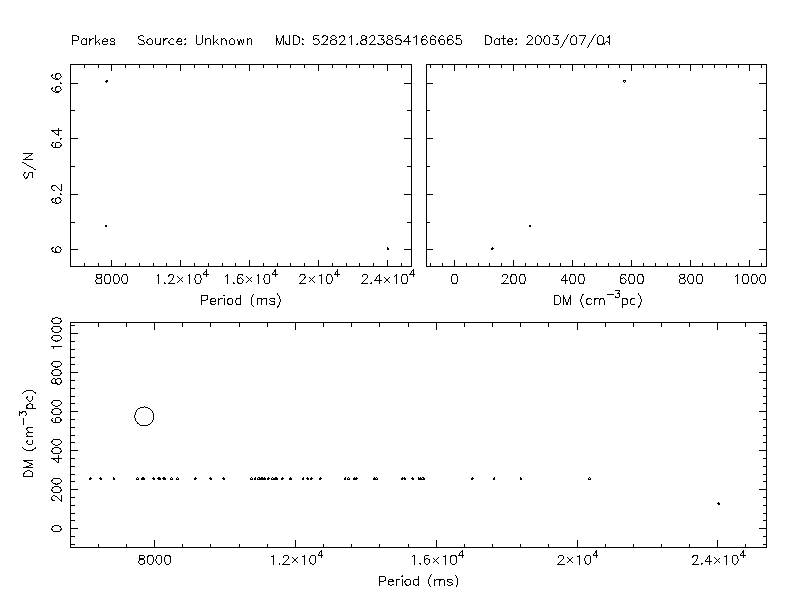 Parkes Source: Unknown MJD: 52821.823854166665 Date: 2003/07/04
S/N
6 6.2 6.4 6.6
8000 1.2×10⁴ 1.6×10⁴ 2×10⁴ 2.4×10⁴
Period (ms)
0 200 400 600 800 1000
DM (cm⁻³pc)
DM (cm⁻³pc)
0 200 400 600 800 1000
8000 1.2×10⁴ 1.6×10⁴ 2×10⁴ 2.4×10⁴
Period (ms)